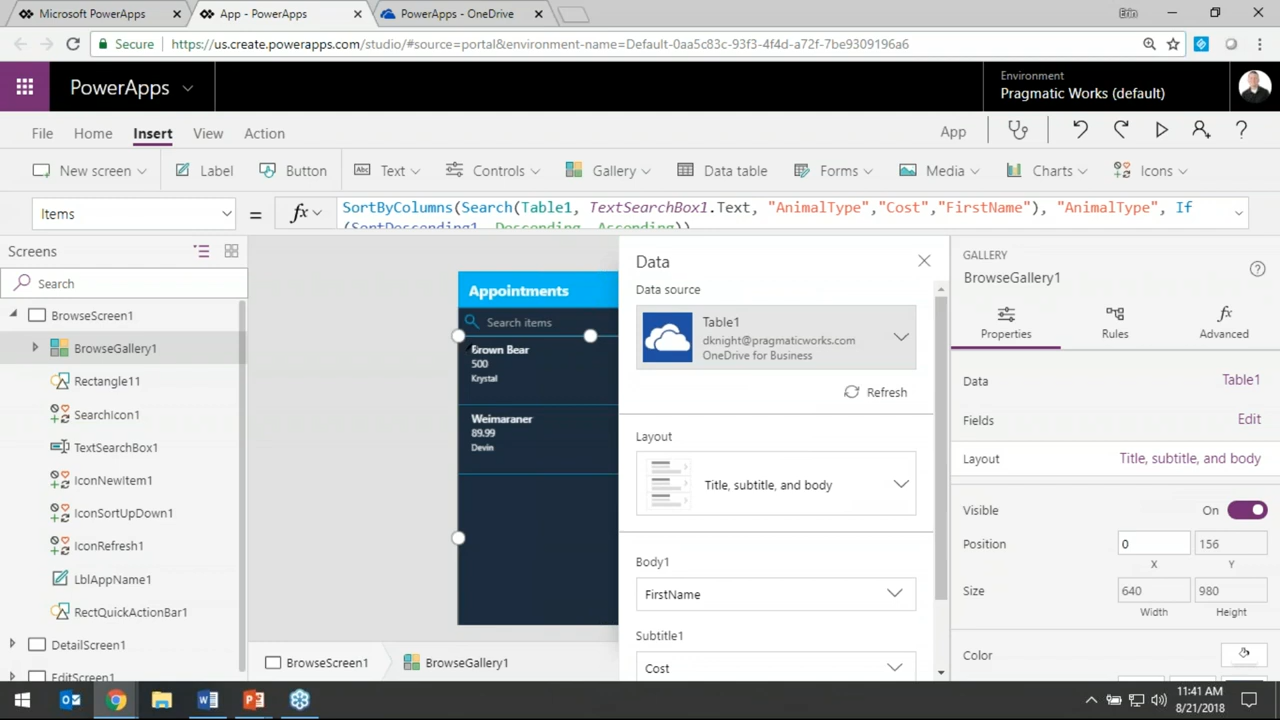 Microsoft PowerApps
App - PowerApps
PowerApps - OneDrive
Erin
Secure
https://us.create.powerapps.com/studio/#source=portal&environment-name=Default-0aa5c83c-93f3-4f4d-a72f-7be9309196a6
PowerApps
Environment
Pragmatic Works (default)
File Home Insert View Action
App
New screen Label Button Text Controls Gallery Data table Forms Media Charts Icons
Items
= fx
SortByColumns(Search(Table1, TextSearchBox1.Text, "AnimalType","Cost","FirstName"), "AnimalType", If
(SortDescending1, Descending, Ascending))
Screens
Search
BrowseScreen1
BrowseGallery1
Rectangle11
SearchIcon1
TextSearchBox1
IconNewItem1
IconSortUpDown1
IconRefresh1
LblAppName1
RectQuickActionBar1
DetailScreen1
EditScreen1
Appointments
Search items
Brown Bear
500
Krystal
Weimaraner
89.99
Devin
BrowseScreen1
BrowseGallery1
Data
Data source
Table1
dknight@pragmaticworks.com
OneDrive for Business
Refresh
Layout
Title, subtitle, and body
Body1
FirstName
Subtitle1
Cost
GALLERY
BrowseGallery1
Properties
Rules
fx
Advanced
Data Table1
Fields Edit
Layout Title, subtitle, and body
Visible On
Position 0 156
X Y
Size 640 980
Width Height
Color
11:41 AM
8/21/2018